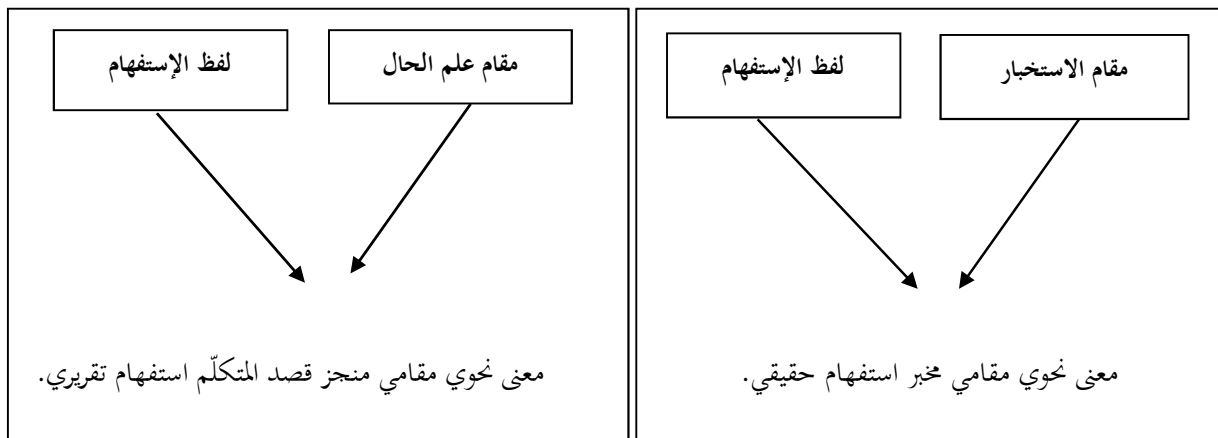 مقام الاستخبار
لفظ الإستفهام
معنى نحوي مقامي مخبر استفهام حقيقي.
مقام علم الحال
لفظ الإستفهام
معنى نحوي مقامي منجز قصد المتكلّم استفهام تقريري.